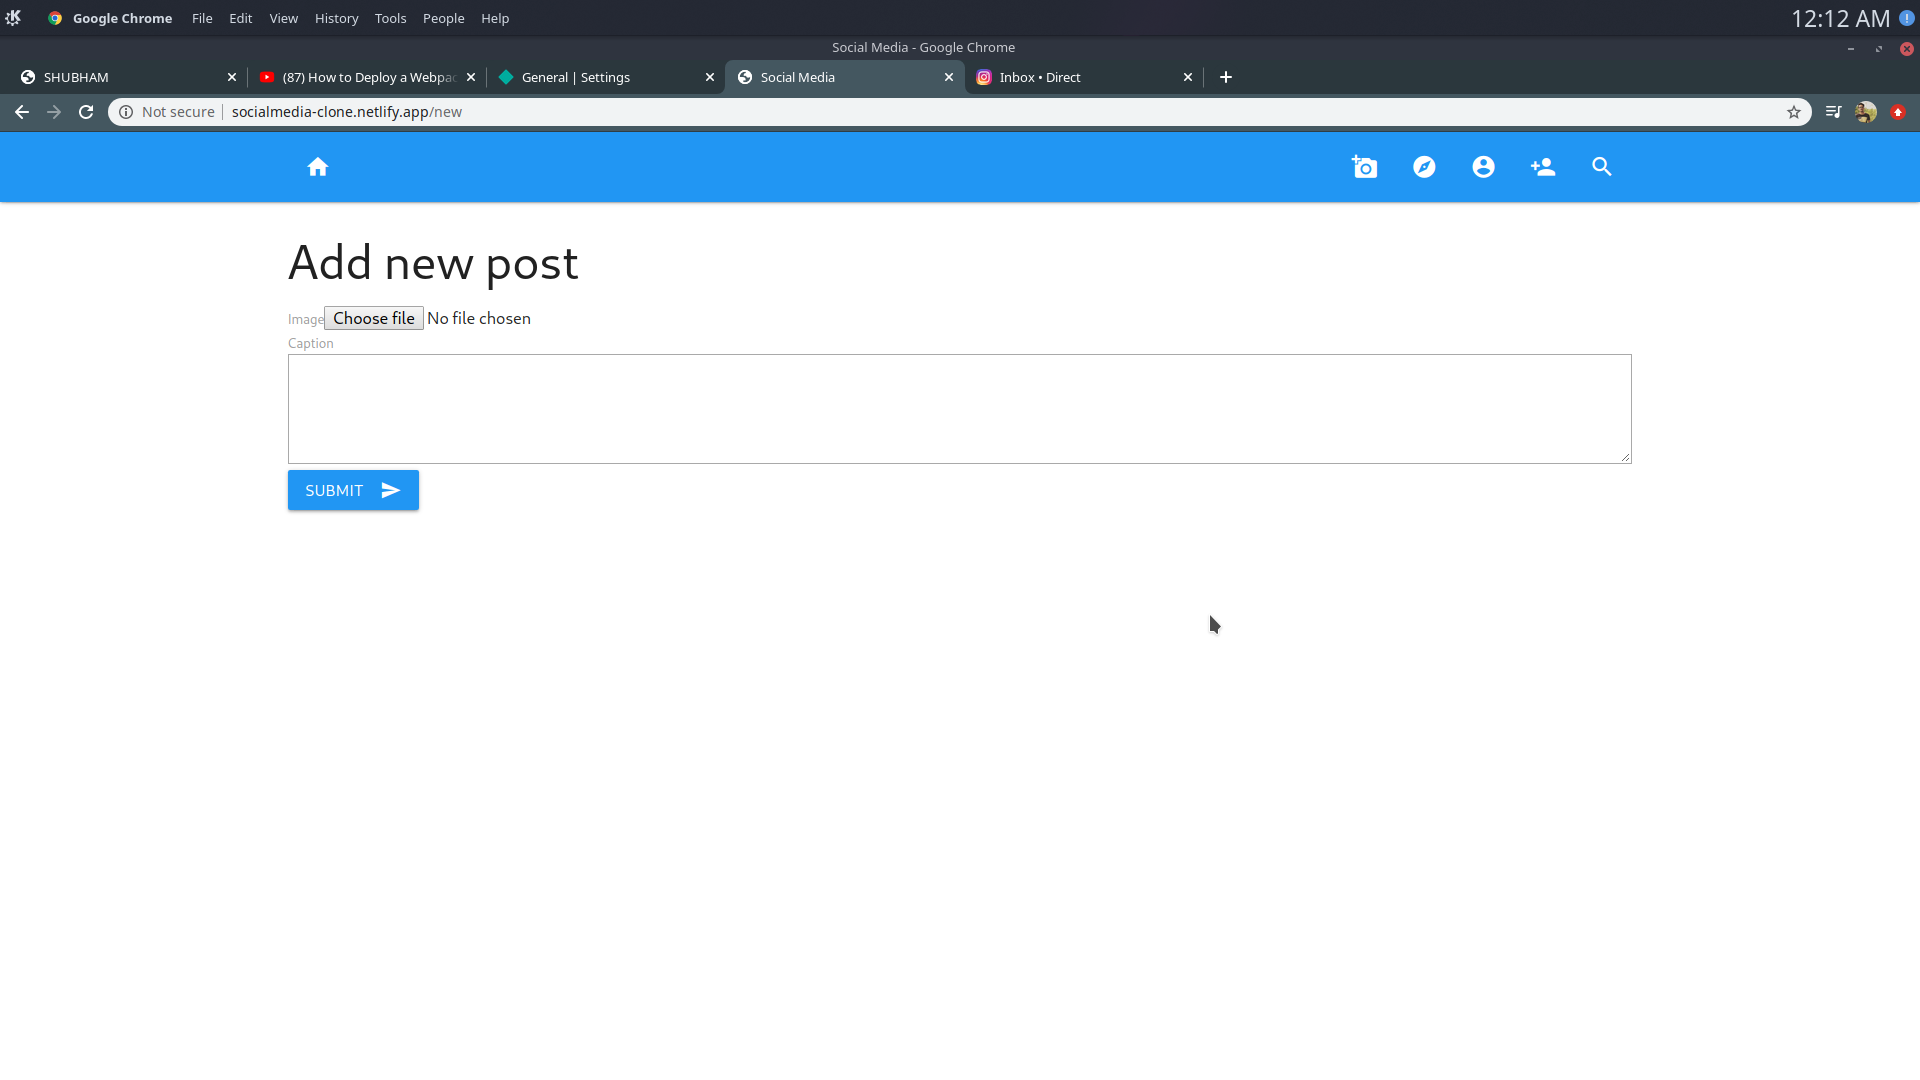 Google Chrome File Edit View History Tools People Help 12:12 AM
Social Media - Google Chrome
SHUBHAM (87) How to Deploy a Webpac General | Settings Social Media Inbox • Direct
Not secure socialmedia-clone.netlify.app/new
Add new post
Image Choose file No file chosen
Caption
SUBMIT